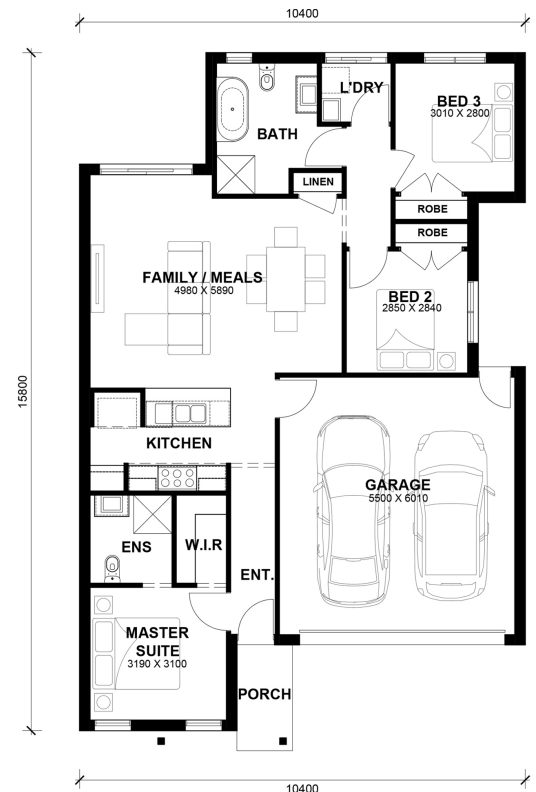 10400
L'DRY
BED 3
3010 X 2800
BATH
LINEN
ROBE
ROBE
FAMILY / MEALS
4980 X 5890
BED 2
2850 X 2840
15800
KITCHEN
GARAGE
5500 X 6010
ENS
W.I.R
ENT.
MASTER
SUITE
3190 X 3100
PORCH
10400